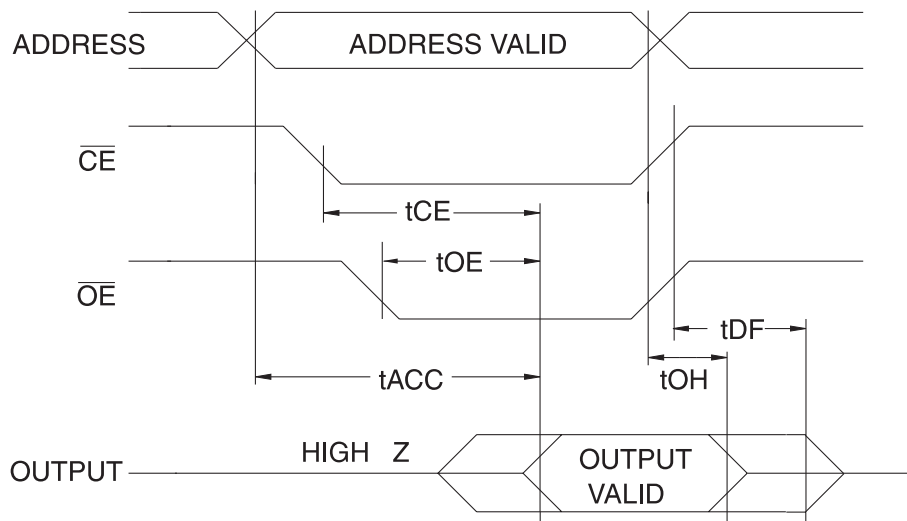 ADDRESS
ADDRESS VALID
CE
tCE
tOE
OE
tDF
tACC
tOH
HIGH Z
OUTPUT
OUTPUT
VALID